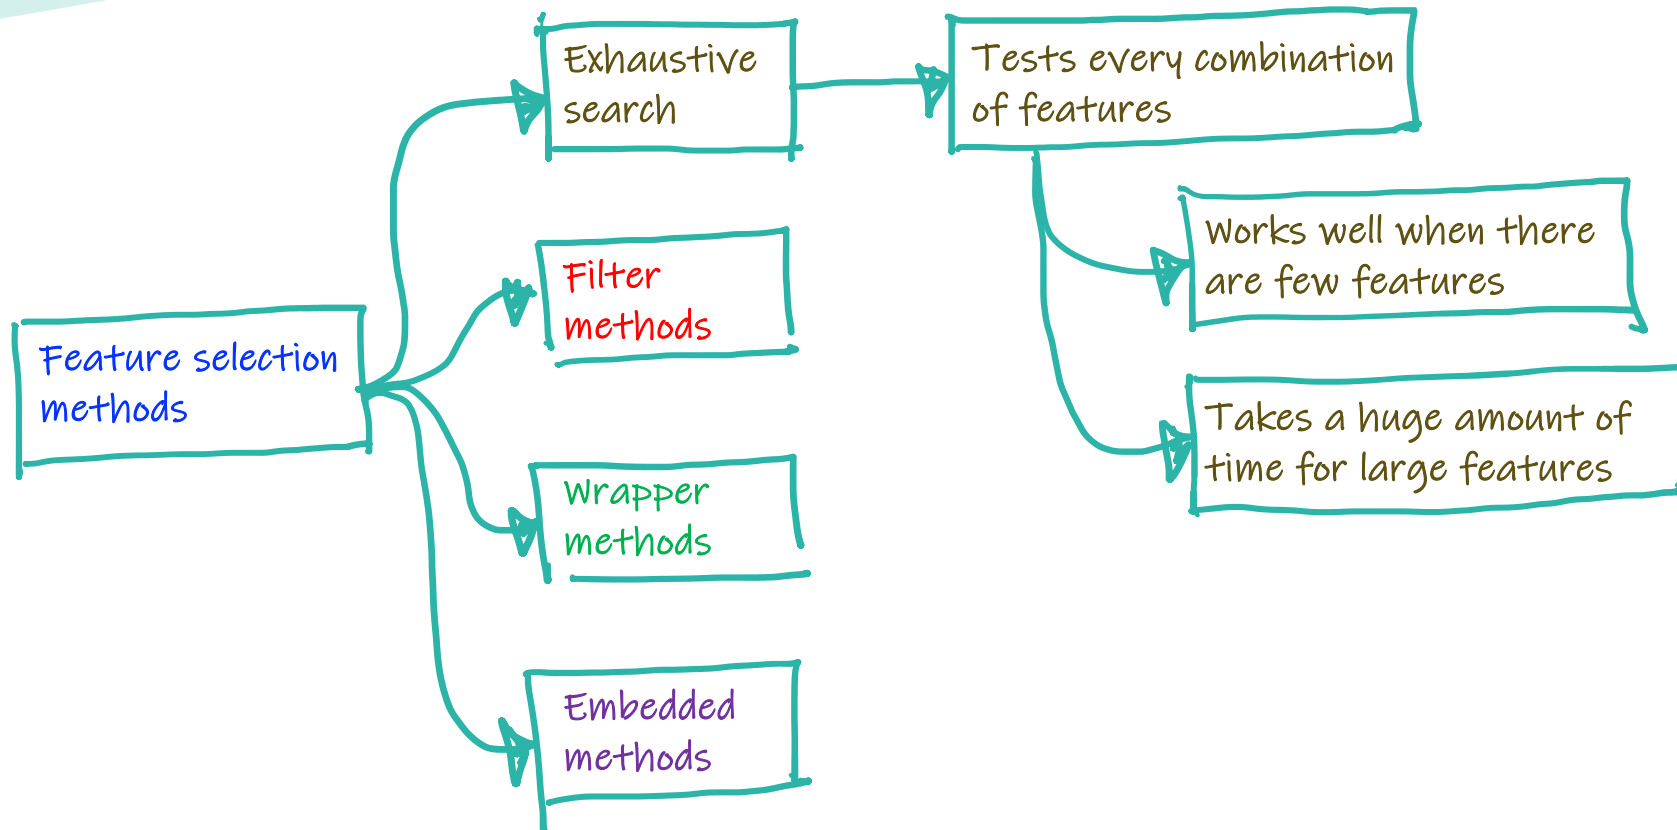 Exhaustive
search
Tests every combination
of features
Works well when there
are few features
Filter
methods
Feature selection
methods
Takes a huge amount of
time for large features
Wrapper
methods
Embedded
methods